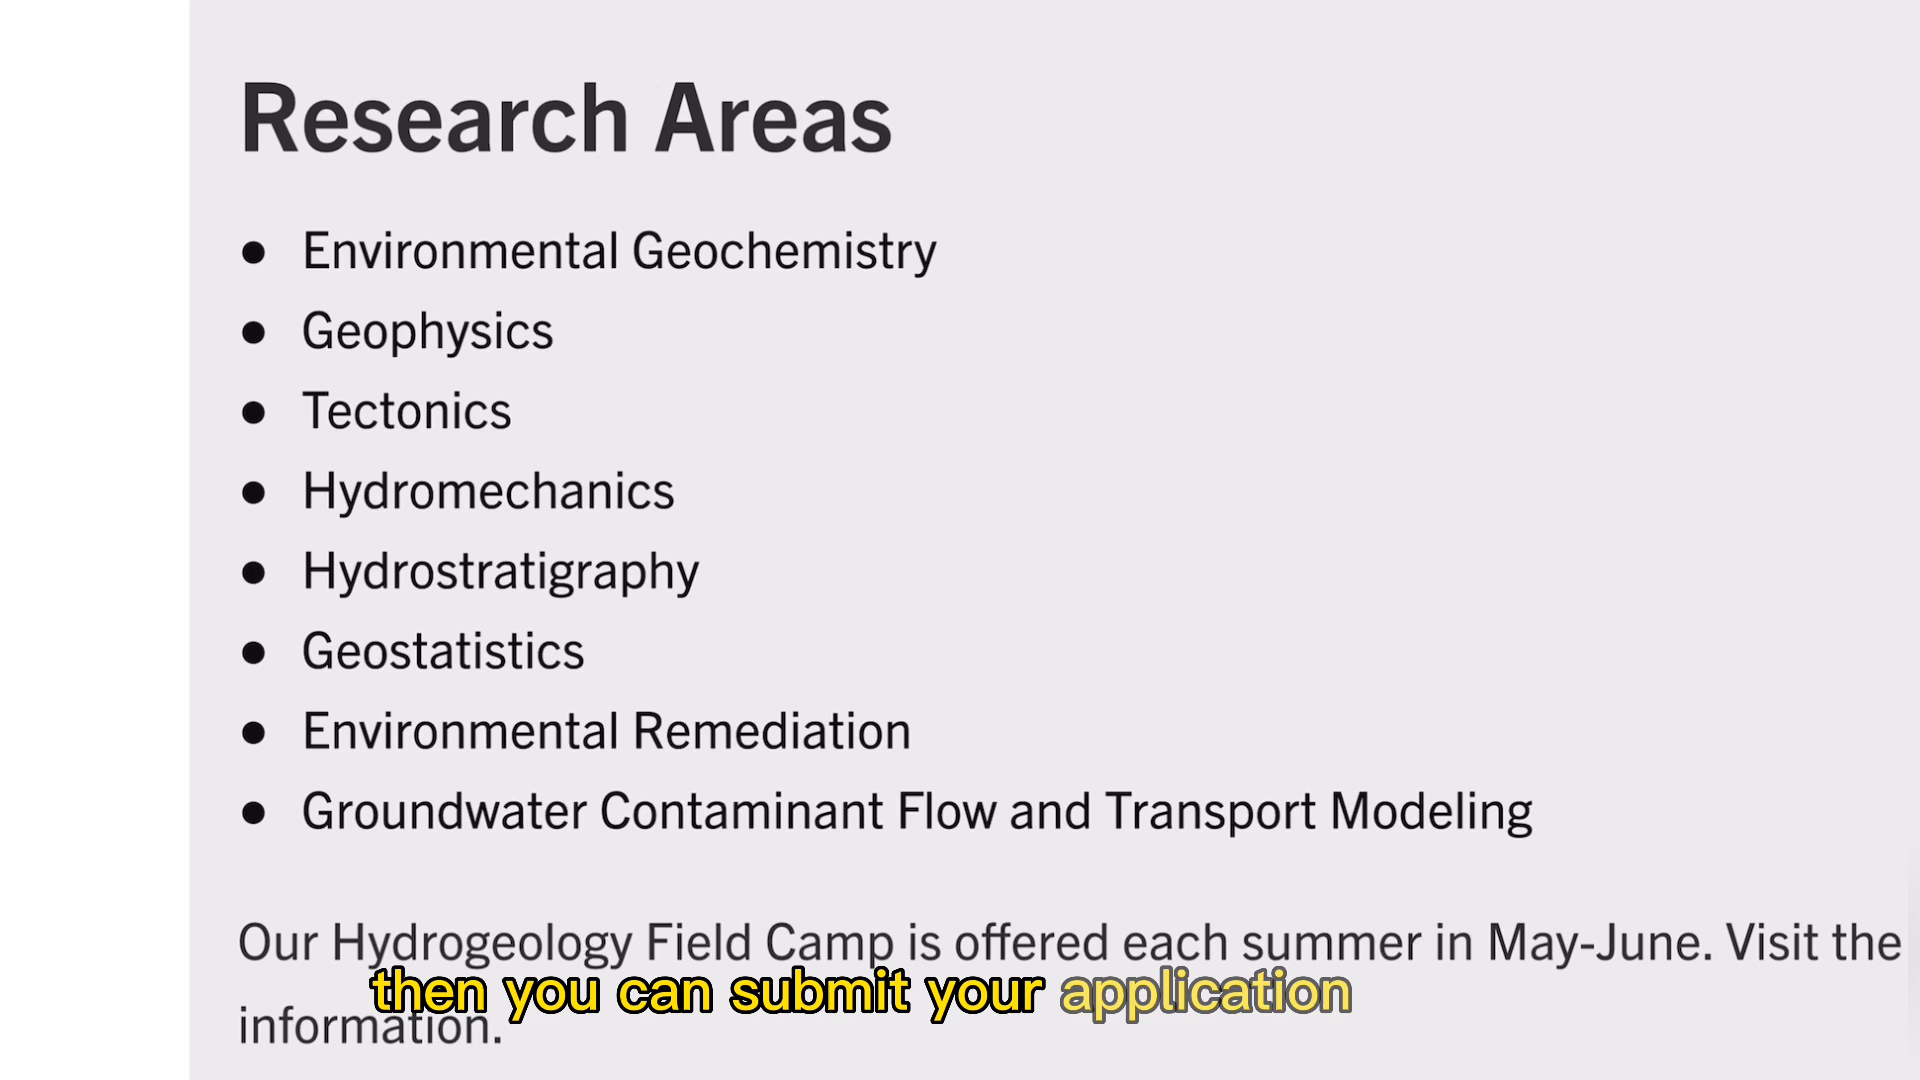 Research Areas
● Environmental Geochemistry
● Geophysics
● Tectonics
● Hydromechanics
● Hydrostratigraphy
● Geostatistics
● Environmental Remediation
● Groundwater Contaminant Flow and Transport Modeling
Our Hydrogeology Field Camp is offered each summer in May-June. Visit the
then you can submit your application
information.